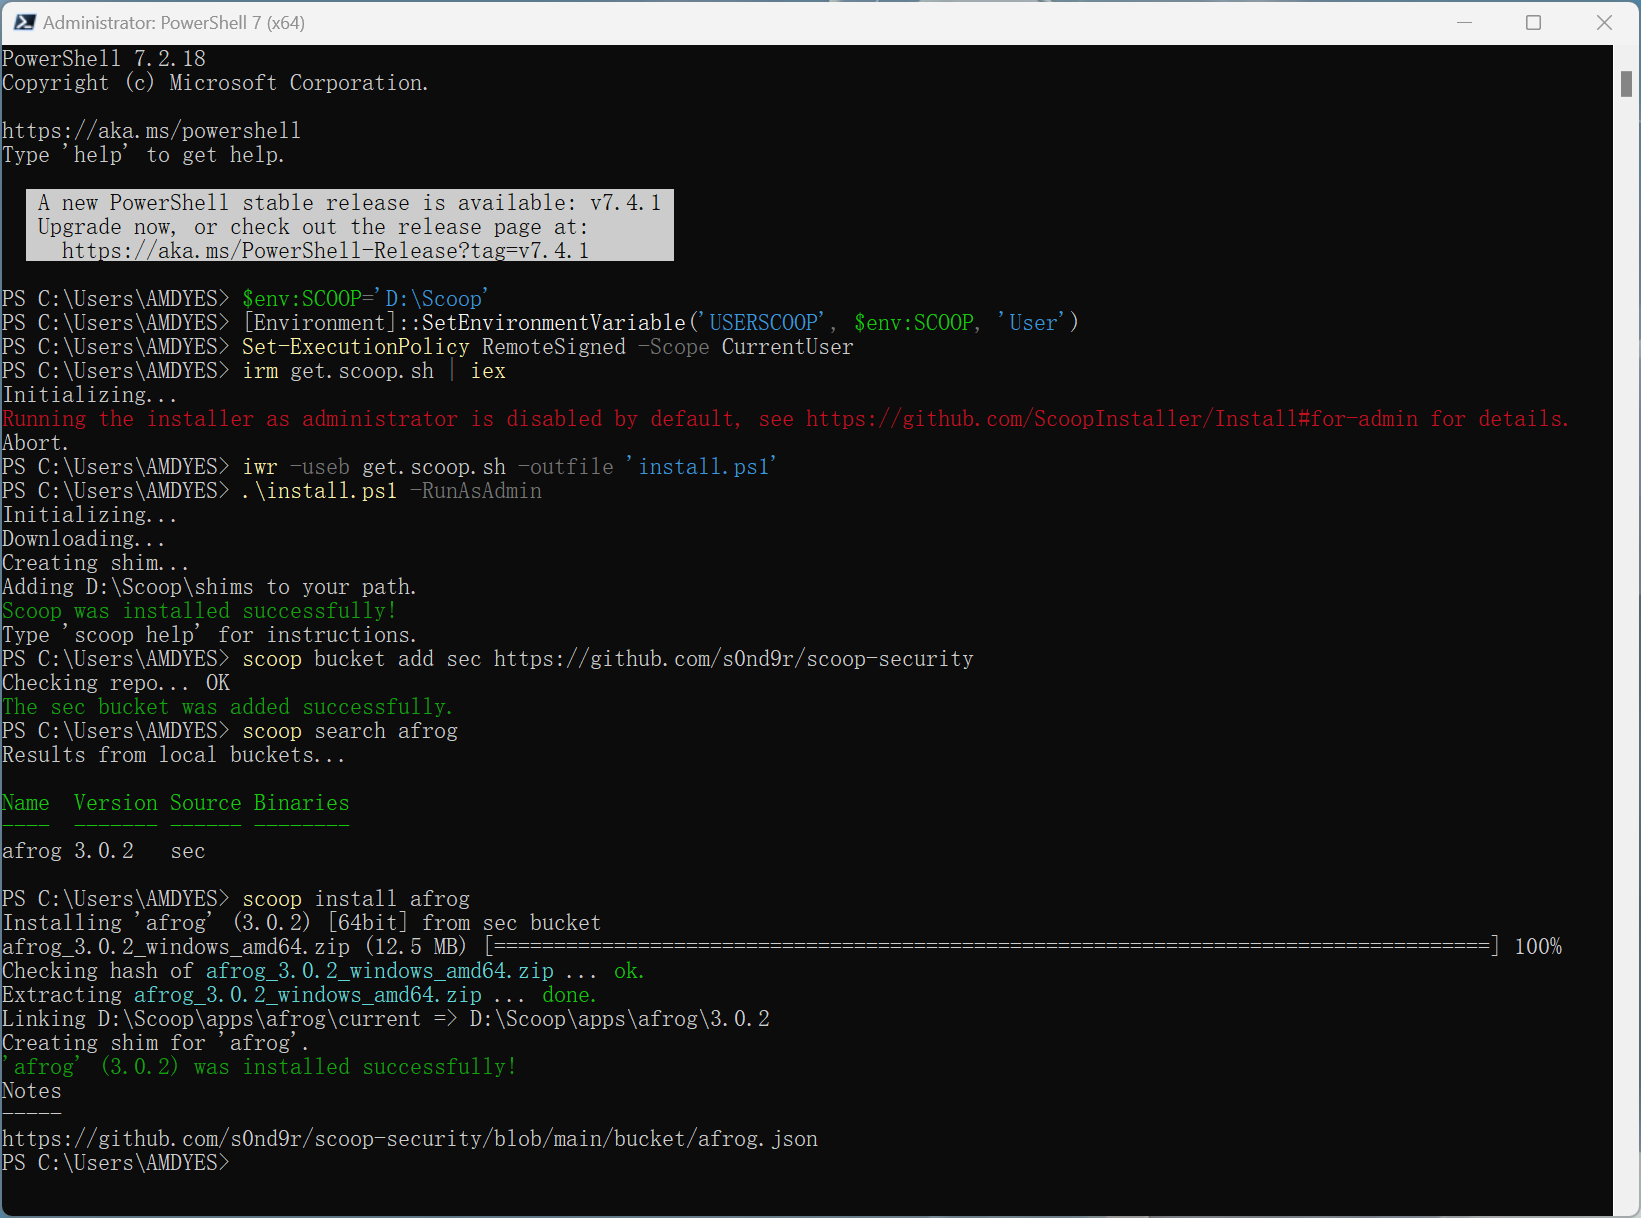 Administrator: PowerShell 7 (x64)
PowerShell 7.2.18
Copyright (c) Microsoft Corporation.
https://aka.ms/powershell
Type 'help' to get help.
A new PowerShell stable release is available: v7.4.1
Upgrade now, or check out the release page at:
https://aka.ms/PowerShell-Release?tag=v7.4.1
PS C:\Users\AMDYES> $env:SCOOP='D:\Scoop'
PS C:\Users\AMDYES> [Environment]::SetEnvironmentVariable('USERSCOOP', $env:SCOOP, 'User')
PS C:\Users\AMDYES> Set-ExecutionPolicy RemoteSigned -Scope CurrentUser
PS C:\Users\AMDYES> irm get.scoop.sh | iex
Initializing...
Running the installer as administrator is disabled by default, see https://github.com/ScoopInstaller/Install#for-admin for details.
Abort.
PS C:\Users\AMDYES> iwr -useb get.scoop.sh -outfile 'install.ps1'
PS C:\Users\AMDYES> .\install.ps1 -RunAsAdmin
Initializing...
Downloading...
Creating shim...
Adding D:\Scoop\shims to your path.
Scoop was installed successfully!
Type 'scoop help' for instructions.
PS C:\Users\AMDYES> scoop bucket add sec https://github.com/s0nd9r/scoop-security
Checking repo... OK
The sec bucket was added successfully.
PS C:\Users\AMDYES> scoop search afrog
Results from local buckets...
Name  Version Source Binaries
----  ------- ------ --------
afrog 3.0.2   sec
PS C:\Users\AMDYES> scoop install afrog
Installing 'afrog' (3.0.2) [64bit] from sec bucket
afrog_3.0.2_windows_amd64.zip (12.5 MB) [===================================================================================] 100%
Checking hash of afrog_3.0.2_windows_amd64.zip ... ok.
Extracting afrog_3.0.2_windows_amd64.zip ... done.
Linking D:\Scoop\apps\afrog\current => D:\Scoop\apps\afrog\3.0.2
Creating shim for 'afrog'.
'afrog' (3.0.2) was installed successfully!
Notes
-----
https://github.com/s0nd9r/scoop-security/blob/main/bucket/afrog.json
PS C:\Users\AMDYES>